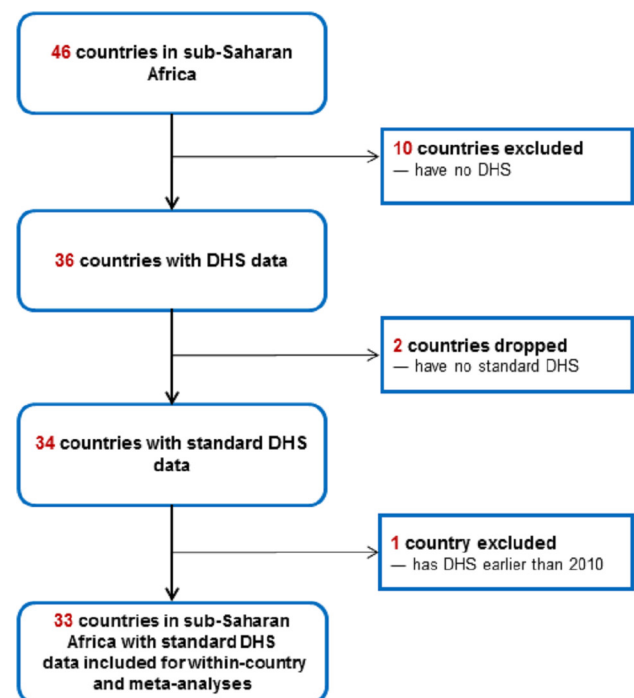 46 countries in sub-Saharan
Africa
10 countries excluded
— have no DHS
36 countries with DHS data
2 countries dropped
— have no standard DHS
34 countries with standard DHS
data
1 country excluded
— has DHS earlier than 2010
33 countries in sub-Saharan
Africa with standard DHS
data included for within-country
and meta-analyses